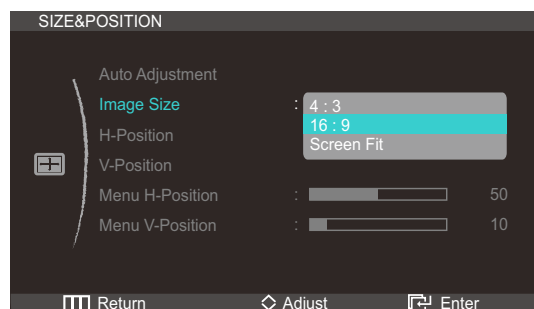 SIZE&POSITION
Auto Adjustment
Image Size : 4 : 3
16 : 9
Screen Fit
H-Position
V-Position
Menu H-Position : 50
Menu V-Position : 10
Return Adjust Enter